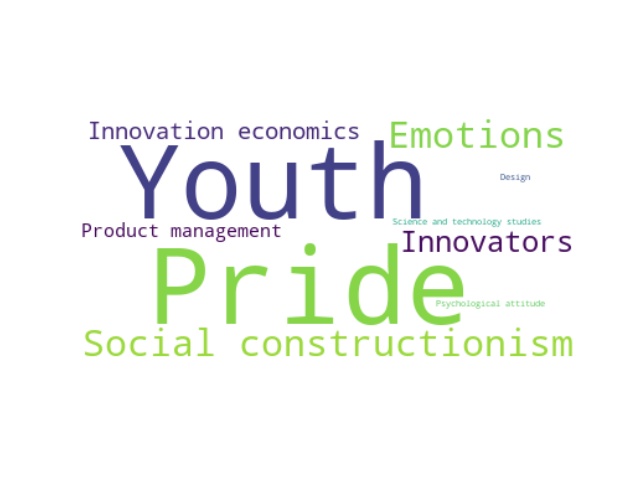 Innovation economics
Emotions
Youth
Design
Science and technology studies
Product management
Innovators
Pride
Psychological attitude
Social constructionism